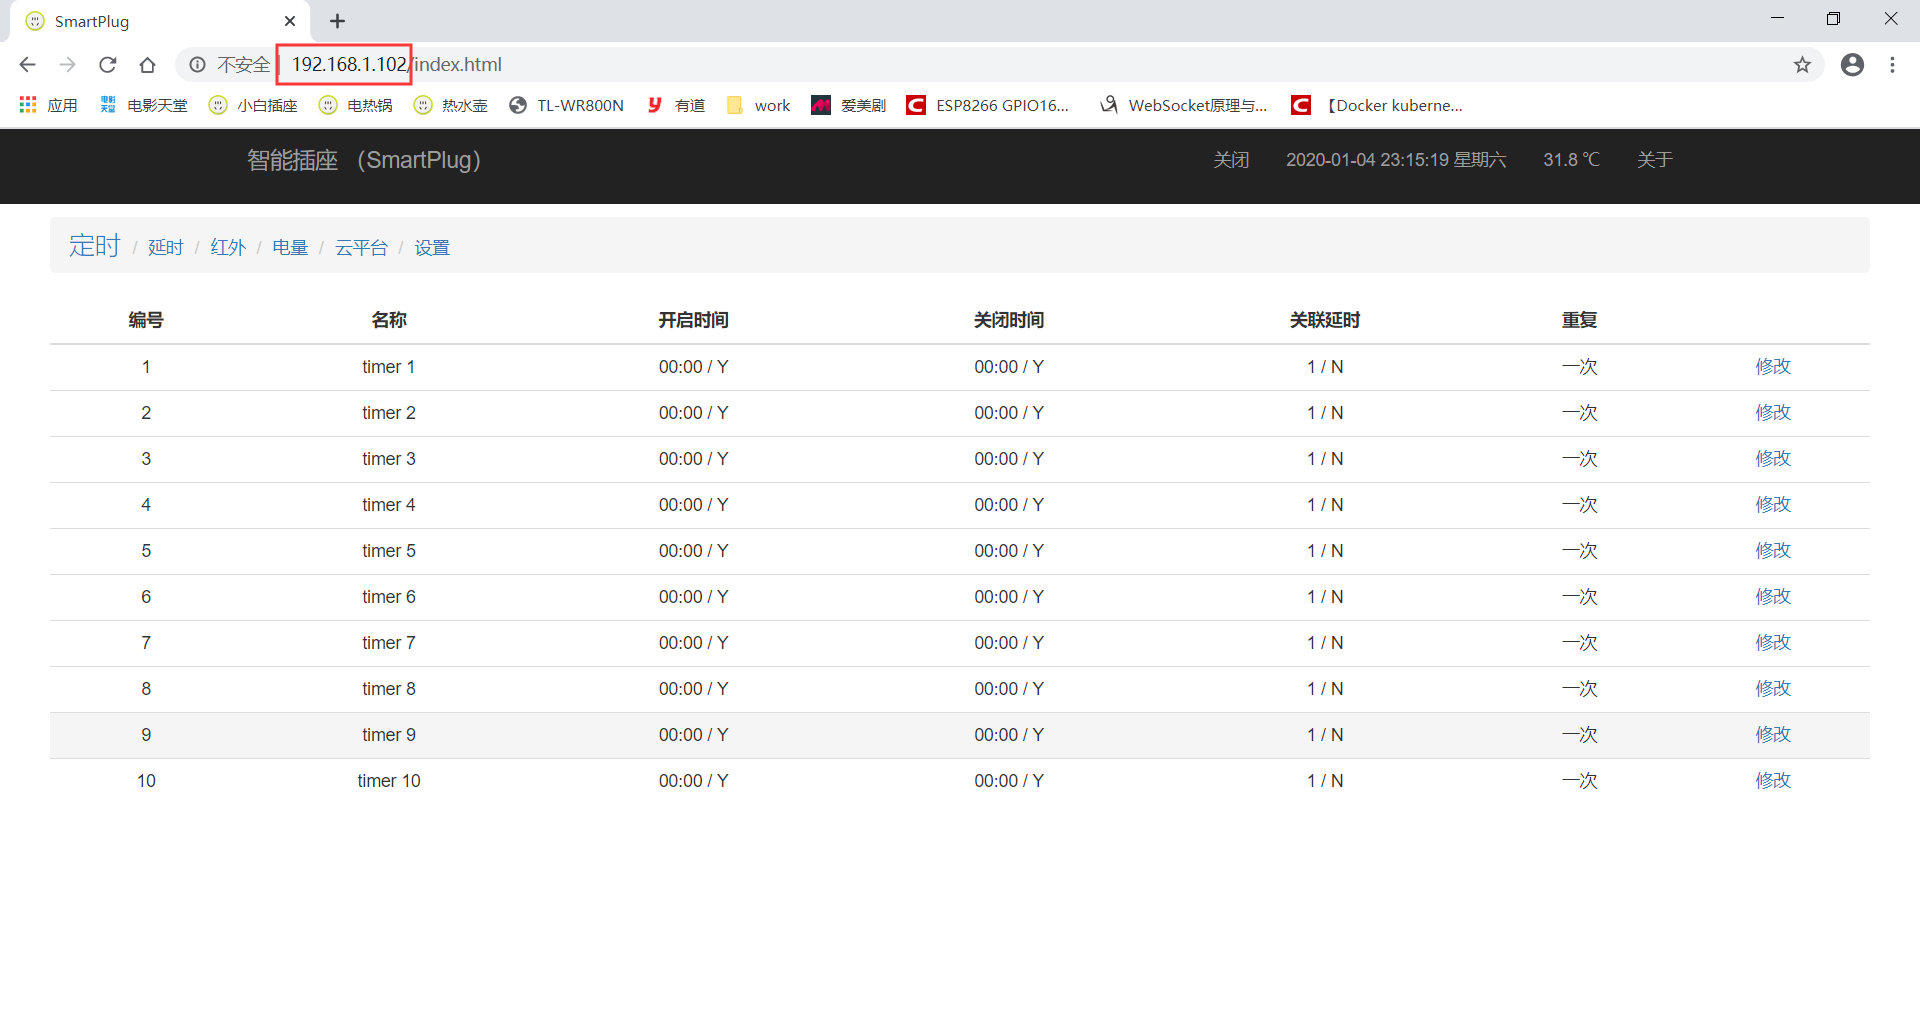 SmartPlug
不安全 192.168.1.102/index.html
应用 电影天堂 小白插座 电热锅 热水壶 TL-WR800N 有道 work 爱美剧 ESP8266 GPIO16... WebSocket原理与... 【Docker kuberne...
智能插座 （SmartPlug） 关闭 2020-01-04 23:15:19 星期六 31.8 ℃ 关于
定时 / 延时 / 红外 / 电量 / 云平台 / 设置
编号 名称 开启时间 关闭时间 关联延时 重复
1 timer 1 00:00 / Y 00:00 / Y 1 / N 一次 修改
2 timer 2 00:00 / Y 00:00 / Y 1 / N 一次 修改
3 timer 3 00:00 / Y 00:00 / Y 1 / N 一次 修改
4 timer 4 00:00 / Y 00:00 / Y 1 / N 一次 修改
5 timer 5 00:00 / Y 00:00 / Y 1 / N 一次 修改
6 timer 6 00:00 / Y 00:00 / Y 1 / N 一次 修改
7 timer 7 00:00 / Y 00:00 / Y 1 / N 一次 修改
8 timer 8 00:00 / Y 00:00 / Y 1 / N 一次 修改
9 timer 9 00:00 / Y 00:00 / Y 1 / N 一次 修改
10 timer 10 00:00 / Y 00:00 / Y 1 / N 一次 修改